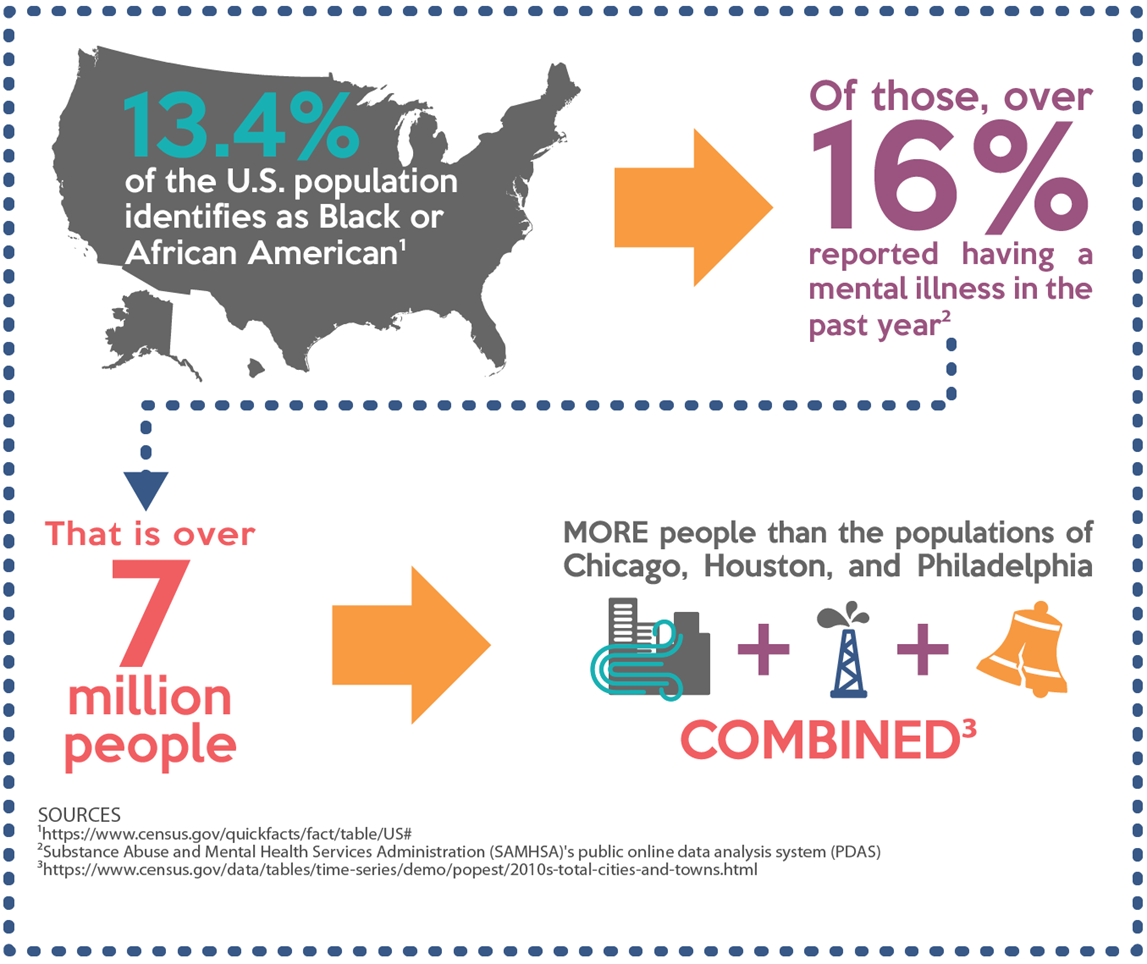 13.4%
of the U.S. population
identifies as Black or
African American¹
Of those, over
16%
reported having a
mental illness in the
past year²
That is over
7
million
people
MORE people than the populations of
Chicago, Houston, and Philadelphia
+ +
COMBINED³
SOURCES
¹https://www.census.gov/quickfacts/fact/table/US#
²Substance Abuse and Mental Health Services Administration (SAMHSA)'s public online data analysis system (PDAS)
³https://www.census.gov/data/tables/time-series/demo/popest/2010s-total-cities-and-towns.html